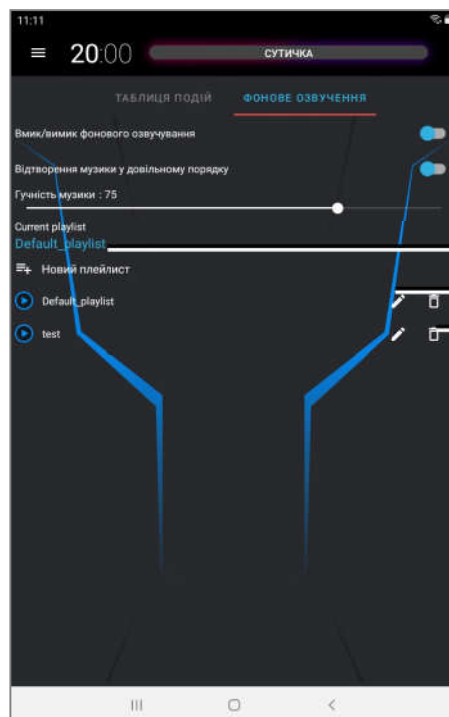 11:11
20:00 СУТИЧКА
ТАБЛИЦЯ ПОДІЙ ФОНОВЕ ОЗВУЧЕННЯ
Вмик/вимик фонового озвучування
Відтворення музики у довільному порядку
Гучність музики : 75
Current playlist
Default_playlist
Новий плейлист
Default_playlist
test